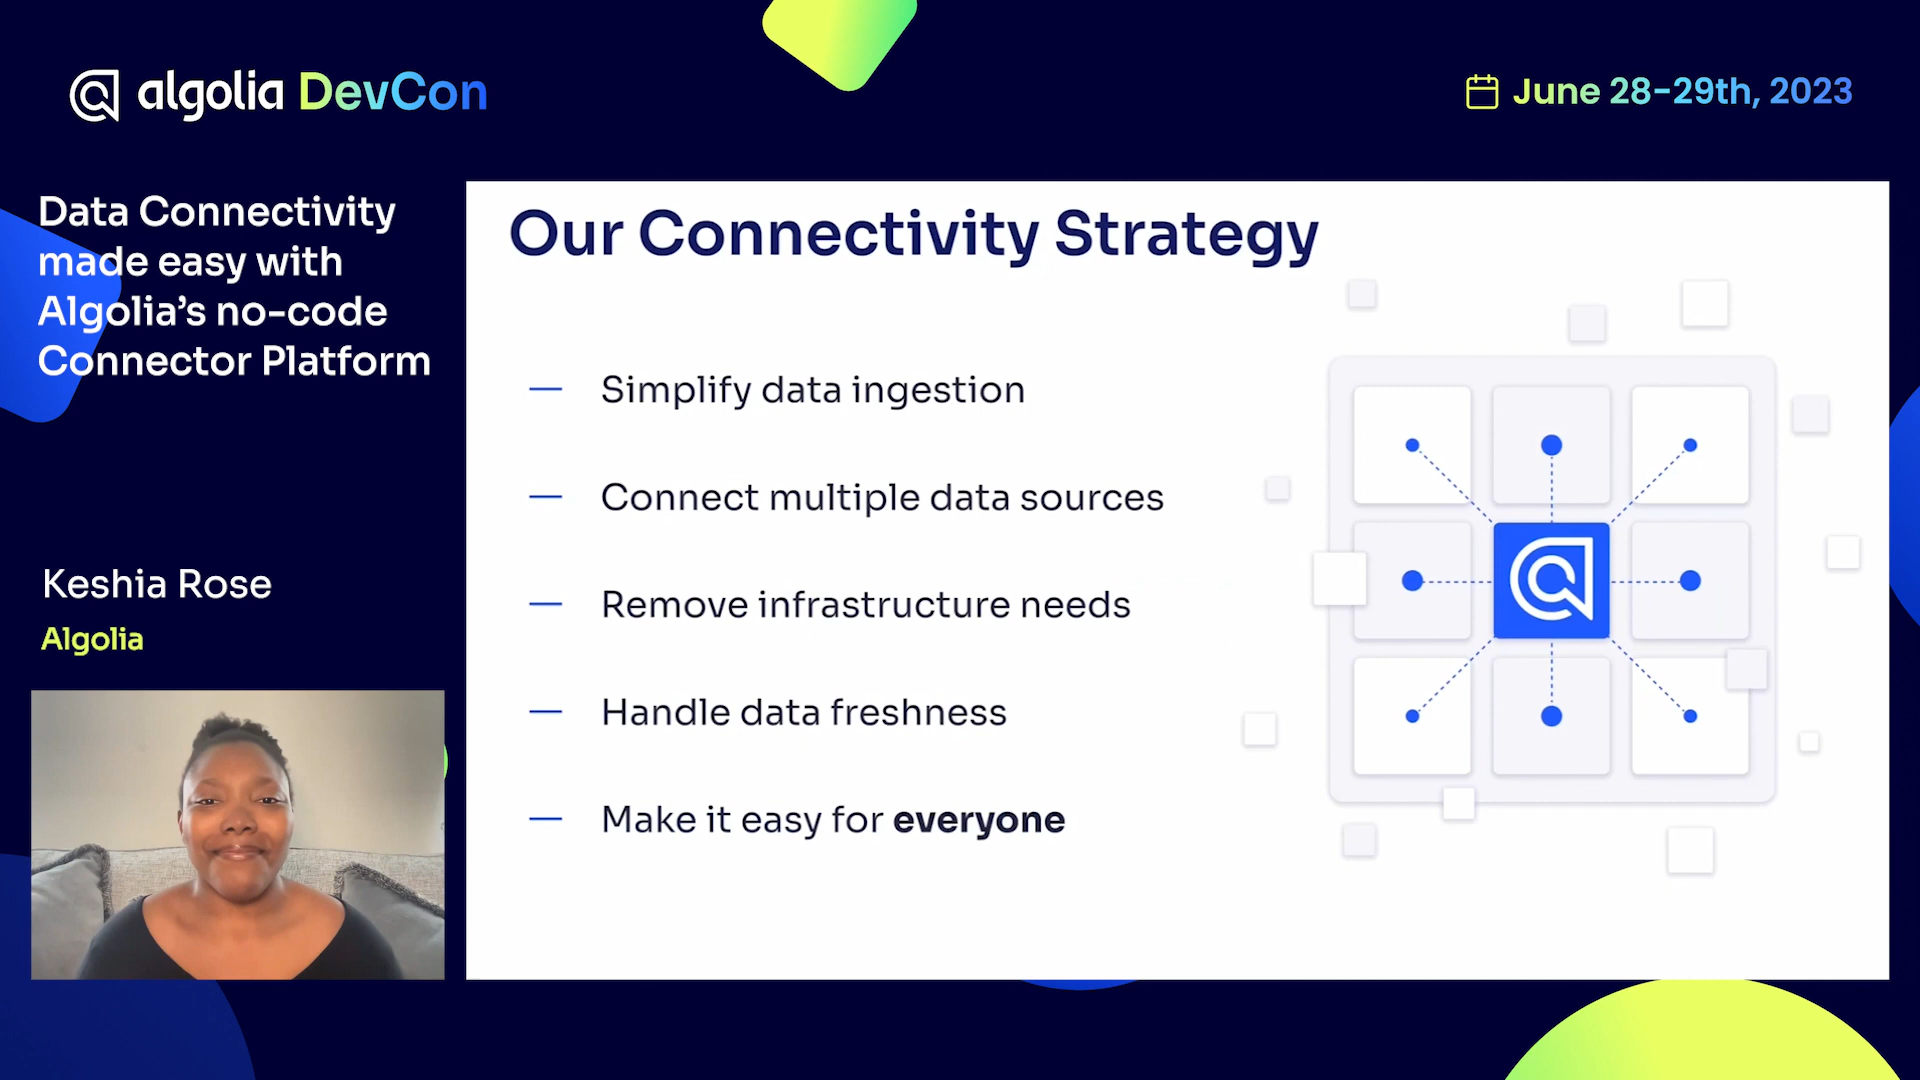 algolia DevCon
June 28-29th, 2023
Data Connectivity
made easy with
Algolia's no-code
Connector Platform
Keshia Rose
Algolia
Our Connectivity Strategy
— Simplify data ingestion
— Connect multiple data sources
— Remove infrastructure needs
— Handle data freshness
— Make it easy for everyone